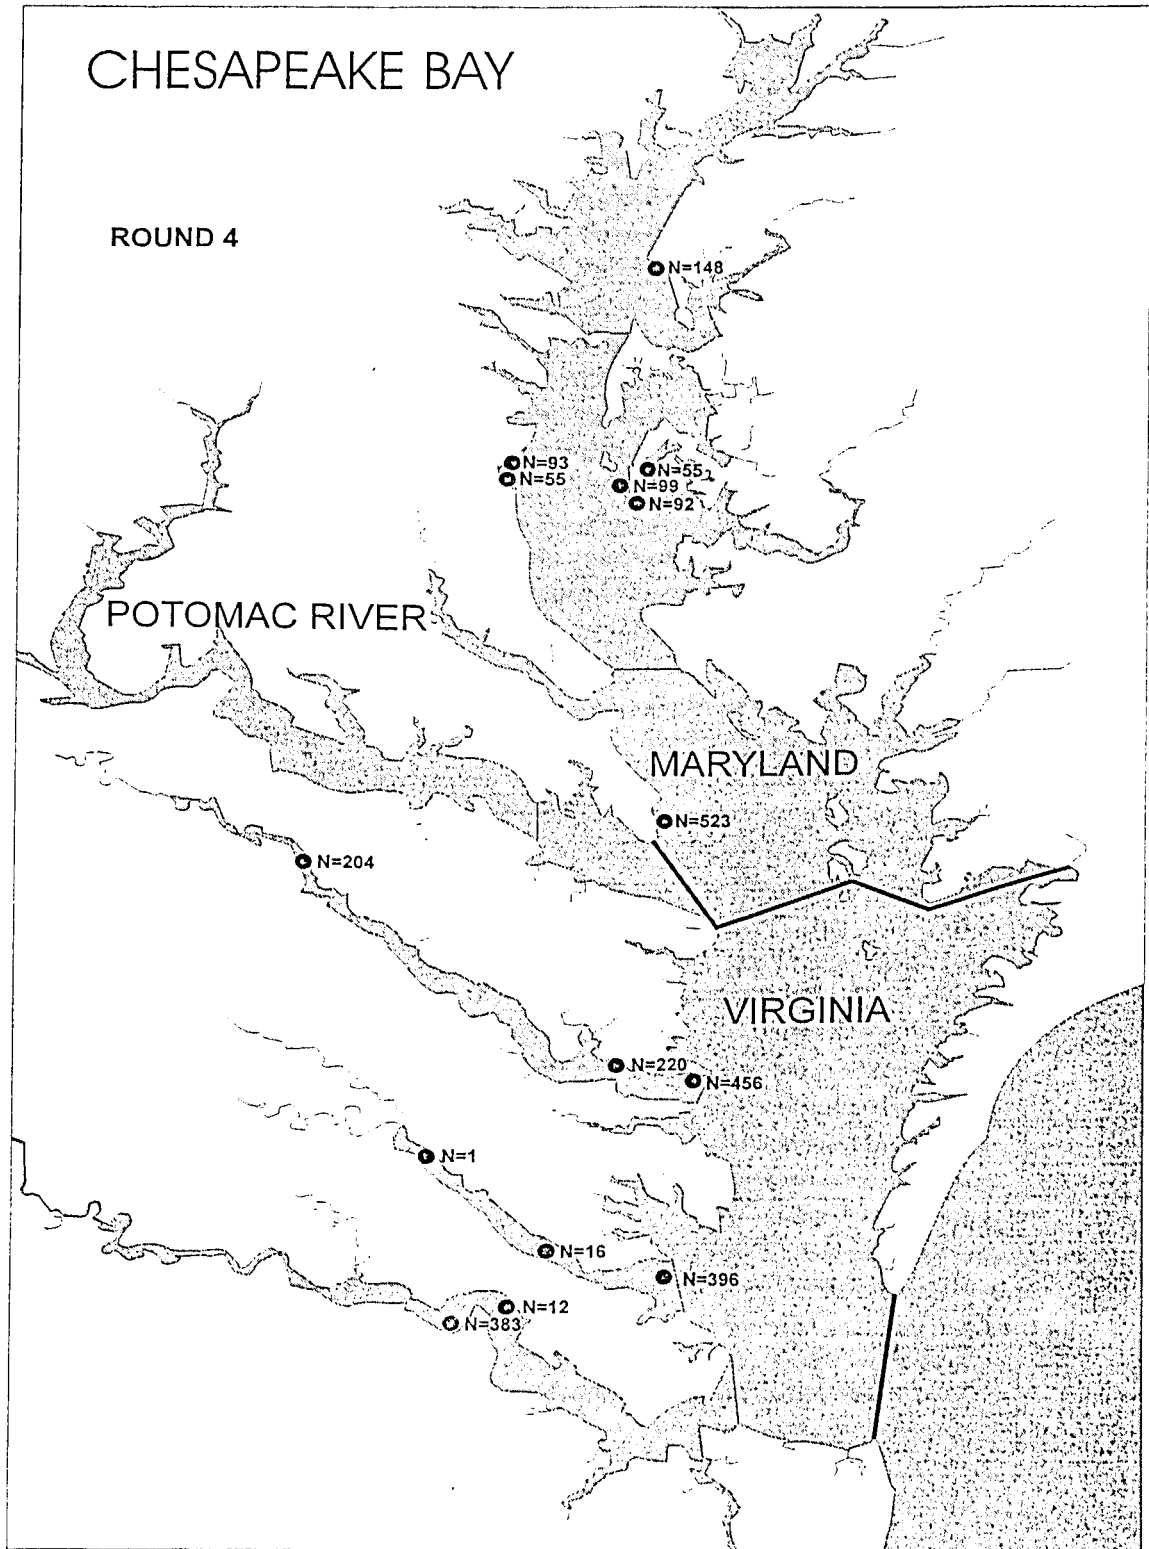 CHESAPEAKE BAY
ROUND 4
N=148
N=93
N=55
N=55
N=99
N=92
POTOMAC RIVER
MARYLAND
N=523
N=204
VIRGINIA
N=220
N=456
N=1
N=16
N=396
N=12
N=383